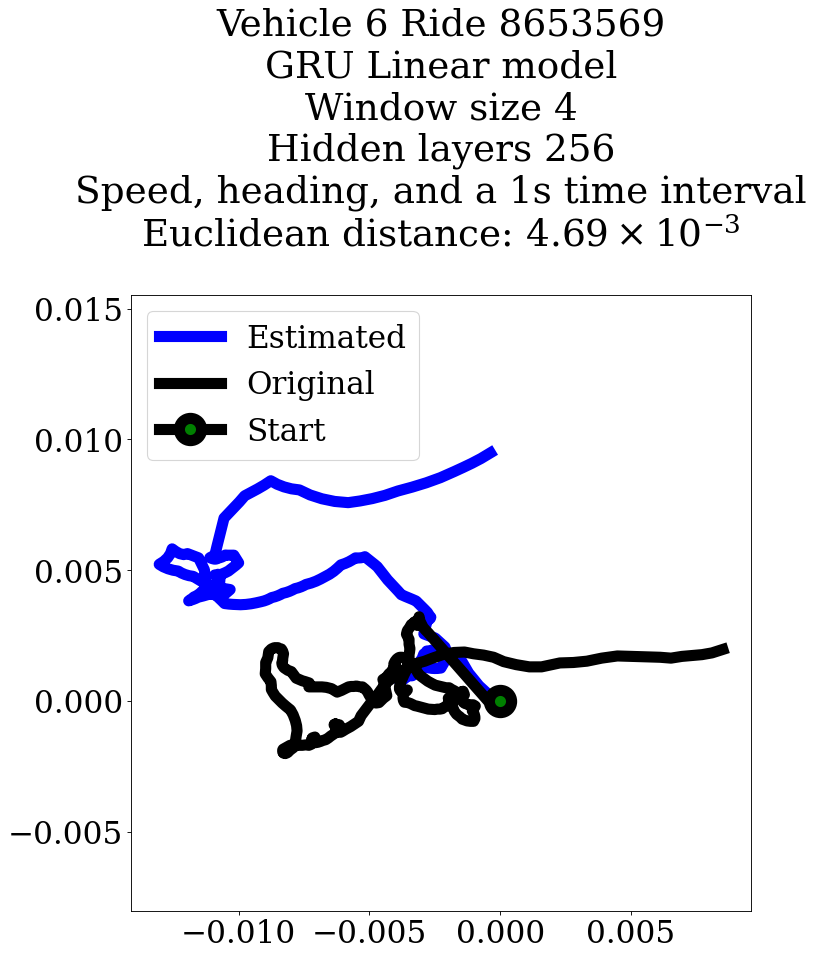 Vehicle 6 Ride 8653569
GRU Linear model
Window size 4
Hidden layers 256
Speed, heading, and a 1s time interval
Euclidean distance: 4.69 × 10⁻³
0.015
0.010
0.005
0.000
−0.005
Estimated
Original
Start
−0.010 −0.005 0.000 0.005